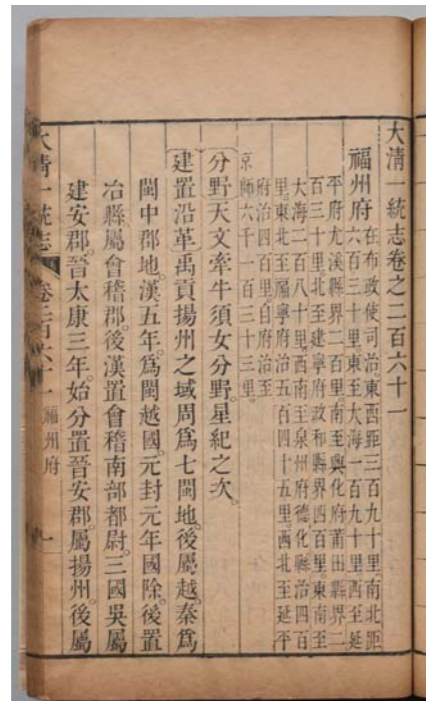 大清一統志卷之二百六十一
福州府
在布政使司治東西距三百九十里南北距
六百三十里東至大海一百九十里西至延
平府尤溪縣界二百里南至興化府莆田縣界二
百三十里北至建寧府政和縣界四百里東南至
大海二百八十里西南至泉州府德化縣治四百
里東北至福寧府治五百四十五里西北至延平
府治四百里自府治至
京師六千一百三十三里
分野天文牽牛須女分野星紀之次
建置沿革禹貢揚州之域周爲七閩地後屬越秦爲
閩中郡地漢五年爲閩越國元封元年國除後置
冶縣屬會稽郡後漢置會稽南部都尉三國吳屬
建安郡晉太康三年始分置晉安郡屬揚州後屬
大清一統志 卷二百六十一 福州府 一